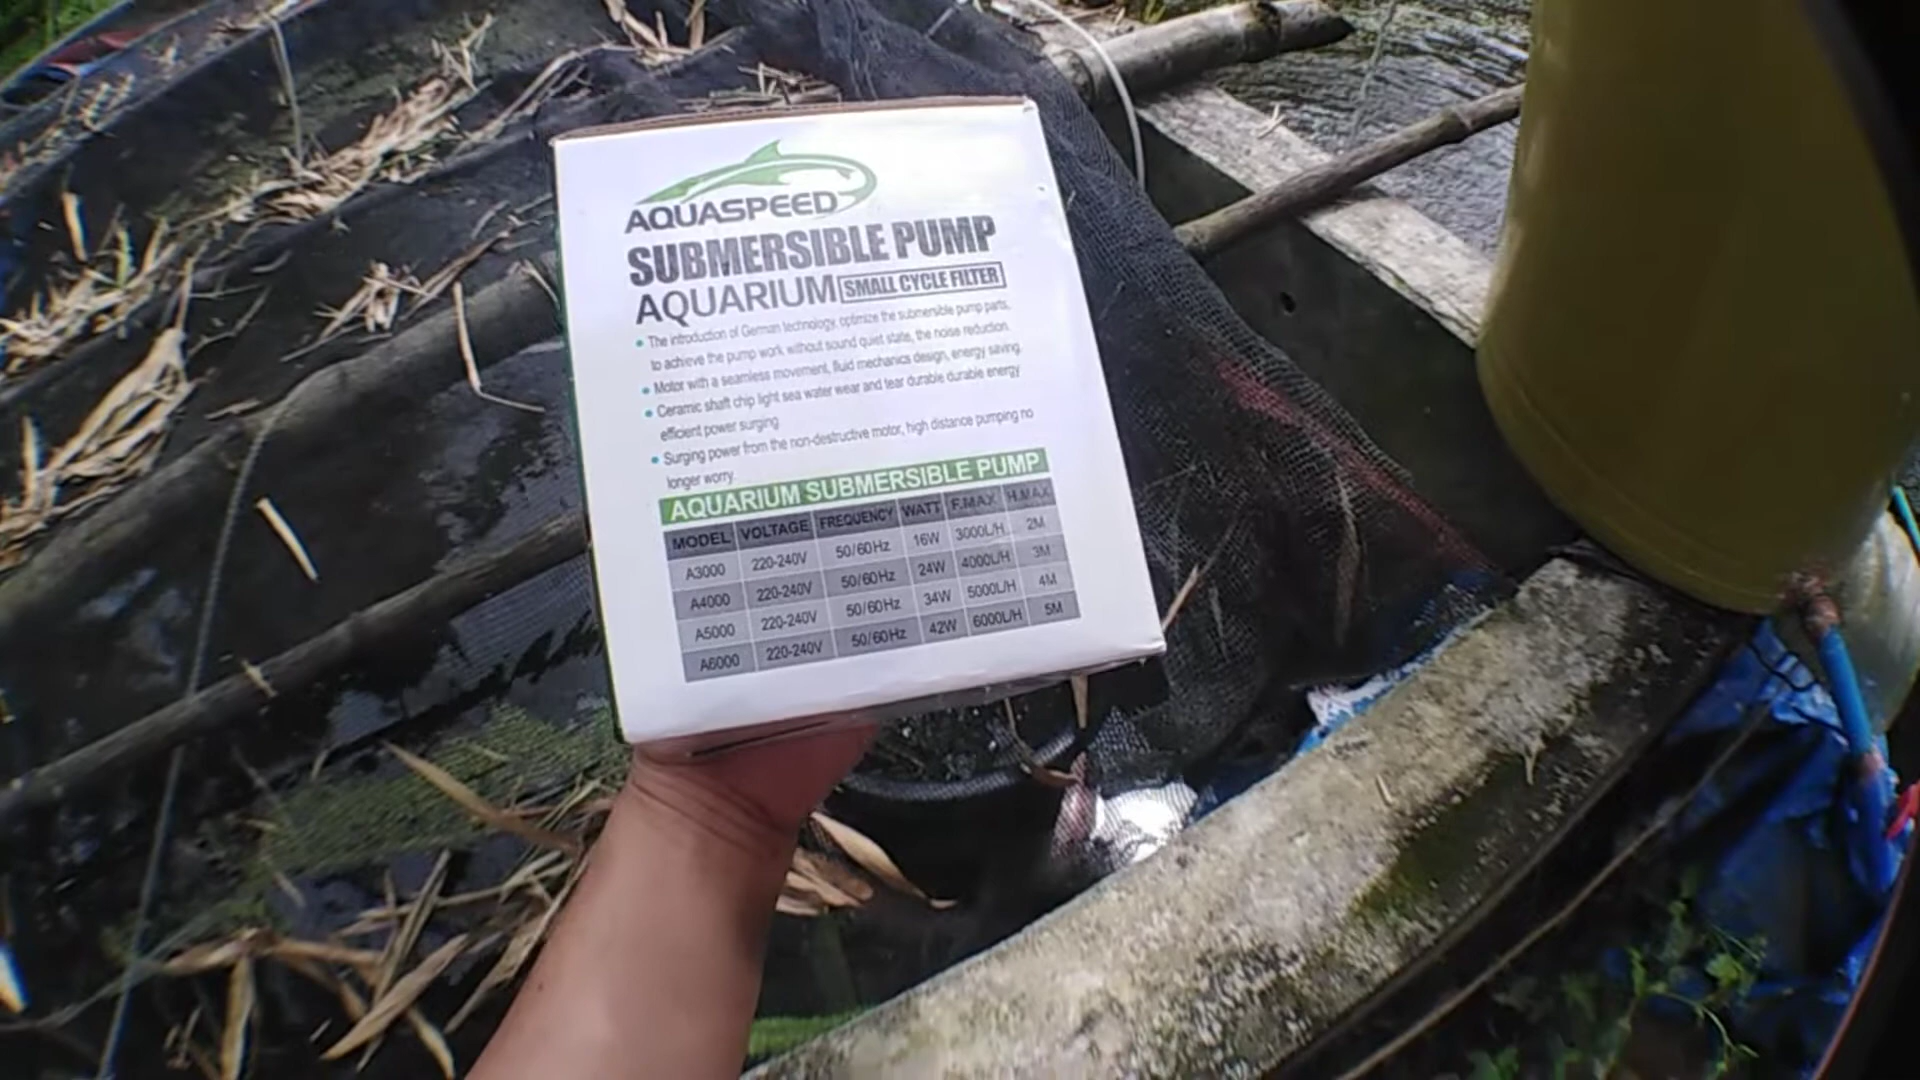 AQUASPEED
SUBMERSIBLE PUMP
AQUARIUM SMALL CYCLE FILTER
• The introduction of German technology, optimize the submersible pump parts,
to achieve the pump work without sound quiet state, the noise reduction.
• Motor with a seamless movement, fluid mechanics design, energy saving.
• Ceramic shaft chip light sea water wear and tear durable durable energy
efficient power surging
• Surging power from the non-destructive motor, high distance pumping no
longer worry
AQUARIUM SUBMERSIBLE PUMP
MODEL VOLTAGE FREQUENCY WATT F.MAX H.MAX
A3000 220-240V 50/60Hz 16W 3000L/H 2M
A4000 220-240V 50/60Hz 24W 4000L/H 3M
A5000 220-240V 50/60Hz 34W 5000L/H 4M
A6000 220-240V 50/60Hz 42W 6000L/H 5M